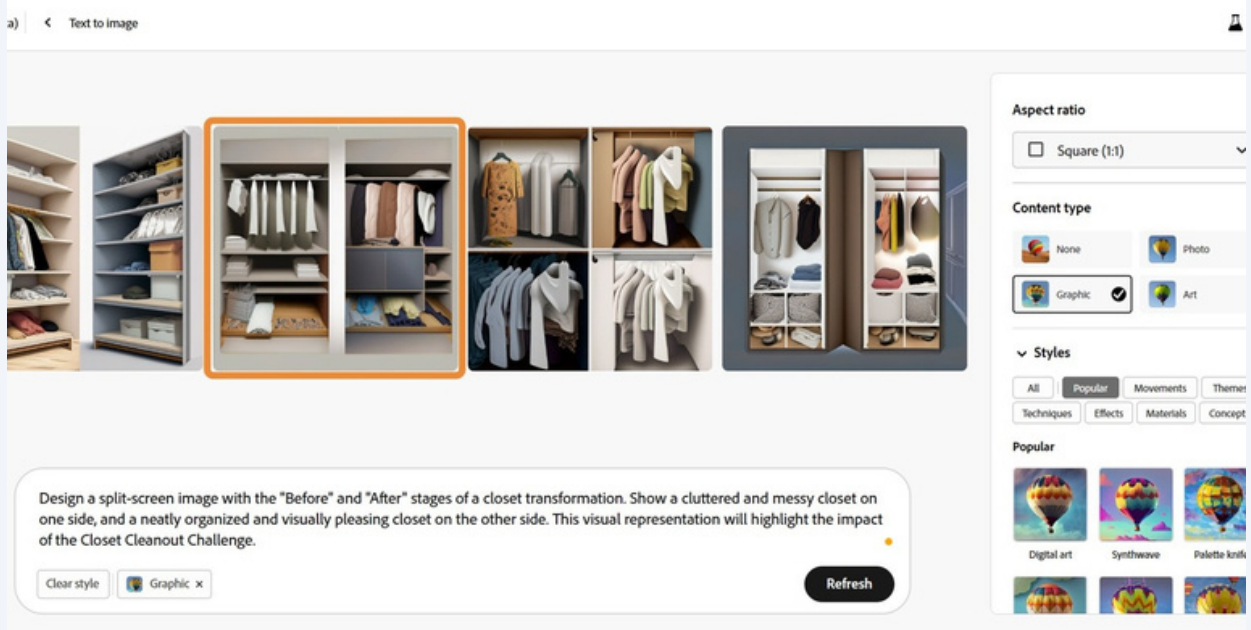 a)
Text to image
Aspect ratio
Square (1:1)
Content type
None
Photo
Graphic
Art
Styles
All
Popular
Movements
Themes
Techniques
Effects
Materials
Concept
Popular
Digital art
Synthwave
Palette knife
Design a split-screen image with the "Before" and "After" stages of a closet transformation. Show a cluttered and messy closet on
one side, and a neatly organized and visually pleasing closet on the other side. This visual representation will highlight the impact
of the Closet Cleanout Challenge.
Clear style
Graphic ×
Refresh